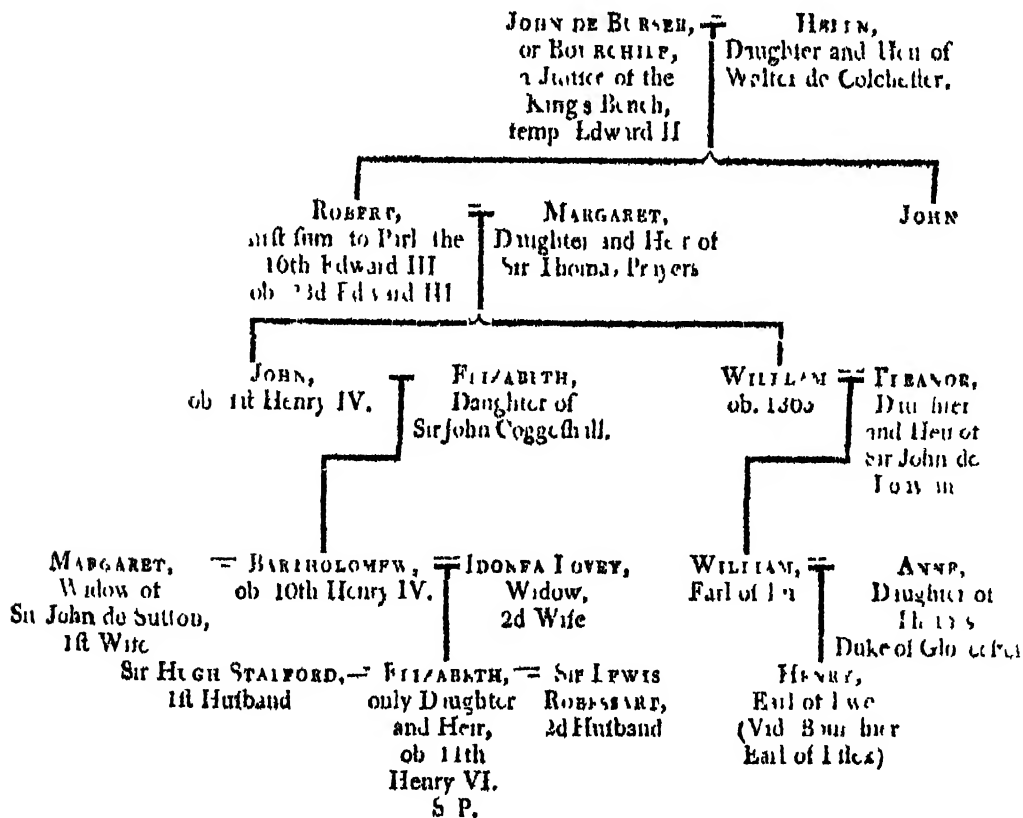 JOHN DE BURSER,
or BOURCHIER,
a Justice of the
King's Bench,
temp Edward II
HELEN,
Daughter and Heir of
Walter de Colchester.
ROBERT,
first sum to Parl the
10th Edward III
ob 23d Edward III
MARGARET,
Daughter and Heir of
Sir Thomas Prayers
JOHN
JOHN,
ob 1st Henry IV.
ELIZABETH,
Daughter of
Sir John Coggeshall.
WILLIAM
ob. 1365
ELEANOR,
Daughter
and Heir of
Sir John de
MARGARET,
Widow of
Sir John de Sutton,
1st Wife
BARTHOLOMEW,
ob 10th Henry IV.
IDONEA LOVEY,
Widow,
2d Wife
WILLIAM,
Earl of Eu
ANNE,
Daughter of
Thomas
Duke of Glocester
Sir HUGH STAFFORD,
1st Husband
ELIZABETH,
only Daughter
and Heir,
ob 11th
Henry VI.
S P.
Sir LEWIS
ROBESSART,
2d Husband
HENRY,
Earl of Ewe
(Vid Bourchier
Earl of Essex)